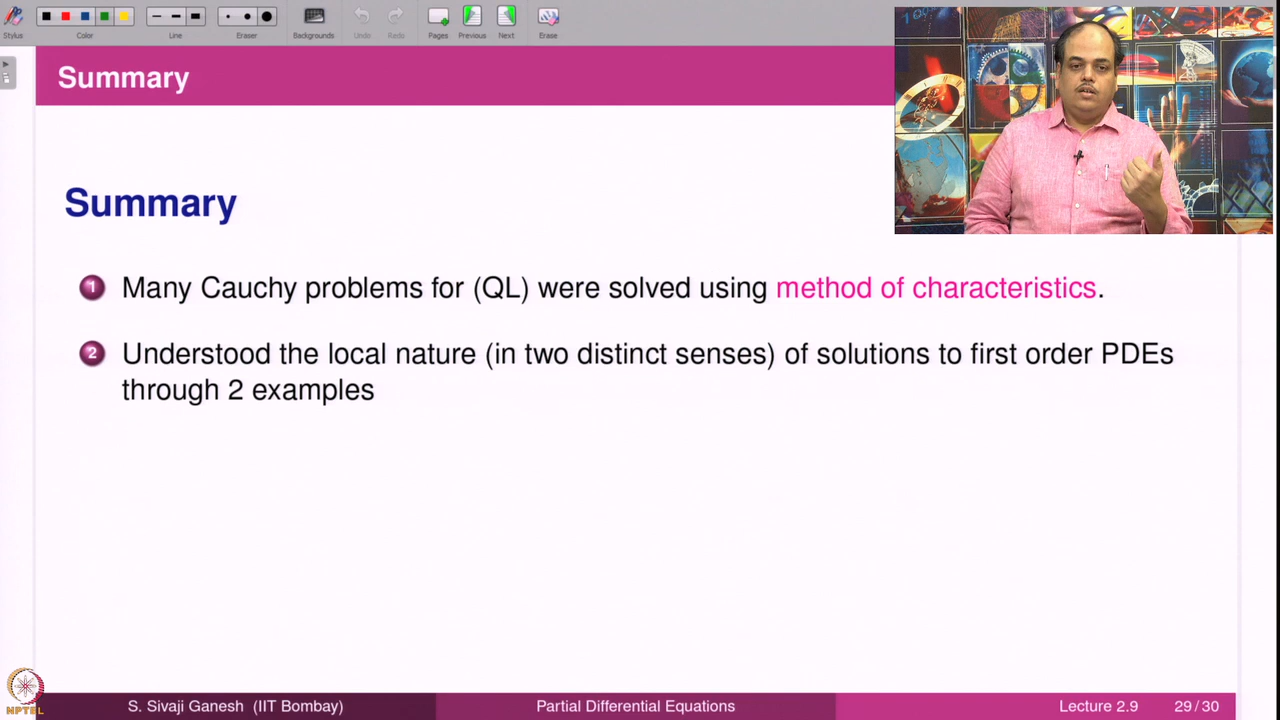 Stylus
Color
Line
Eraser
Backgrounds
Undo
Redo
Pages
Previous
Next
Erase
Summary
Summary
1 Many Cauchy problems for (QL) were solved using method of characteristics.
2 Understood the local nature (in two distinct senses) of solutions to first order PDEs
through 2 examples
NPTEL
S. Sivaji Ganesh (IIT Bombay)
Partial Differential Equations
Lecture 2.9
29/30